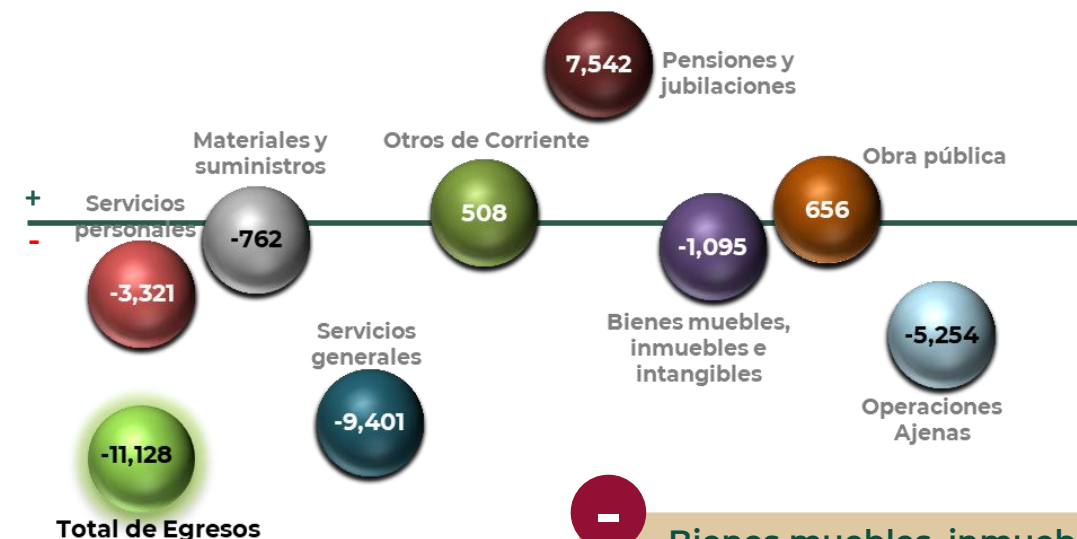 7,542
Pensiones y
jubilaciones
Materiales y
suministros
Otros de Corriente
Obra pública
+
-
Servicios
personales
-762
508
-1,095
656
-3,321
Servicios
generales
Bienes muebles,
inmuebles e
intangibles
-5,254
Operaciones
Ajenas
-9,401
-11,128
Total de Egresos
-